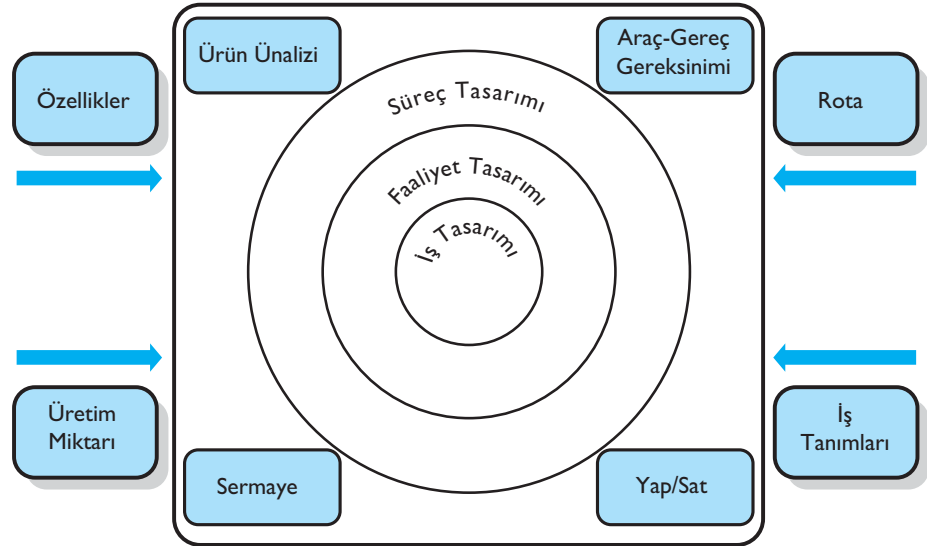 Ürün Ünalizi
Araç-Gereç
Gereksinimi
Özellikler
Rota
Süreç Tasarımı
Faaliyet Tasarımı
İş Tasarımı
Üretim
Miktarı
İş
Tanımları
Sermaye
Yap/Sat